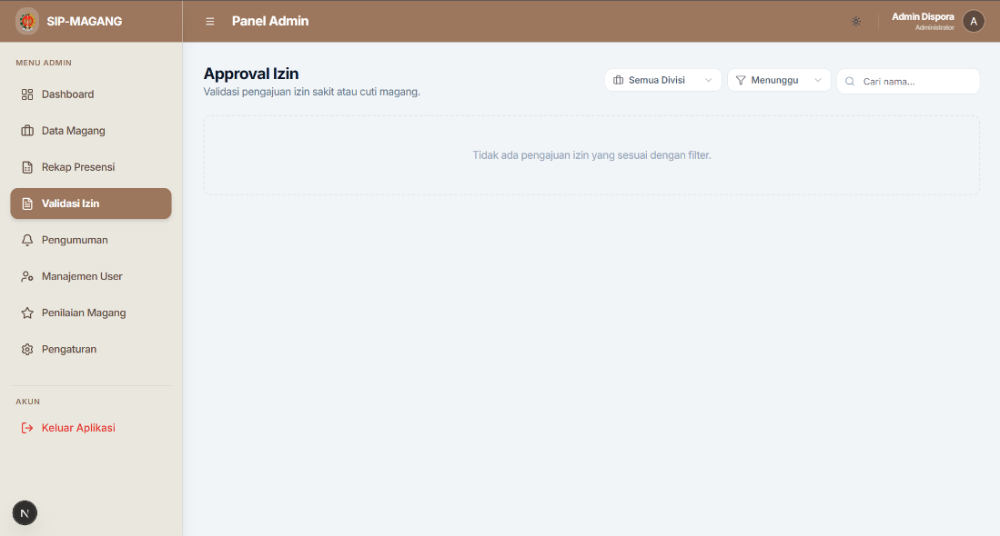 SIP-MAGANG
Panel Admin
Admin Dispora
Administrator
A
MENU ADMIN
Dashboard
Data Magang
Rekap Presensi
Validasi Izin
Pengumuman
Manajemen User
Penilaian Magang
Pengaturan
AKUN
Keluar Aplikasi
N
Approval Izin
Validasi pengajuan izin sakit atau cuti magang.
Semua Divisi
Menunggu
Cari nama...
Tidak ada pengajuan izin yang sesuai dengan filter.